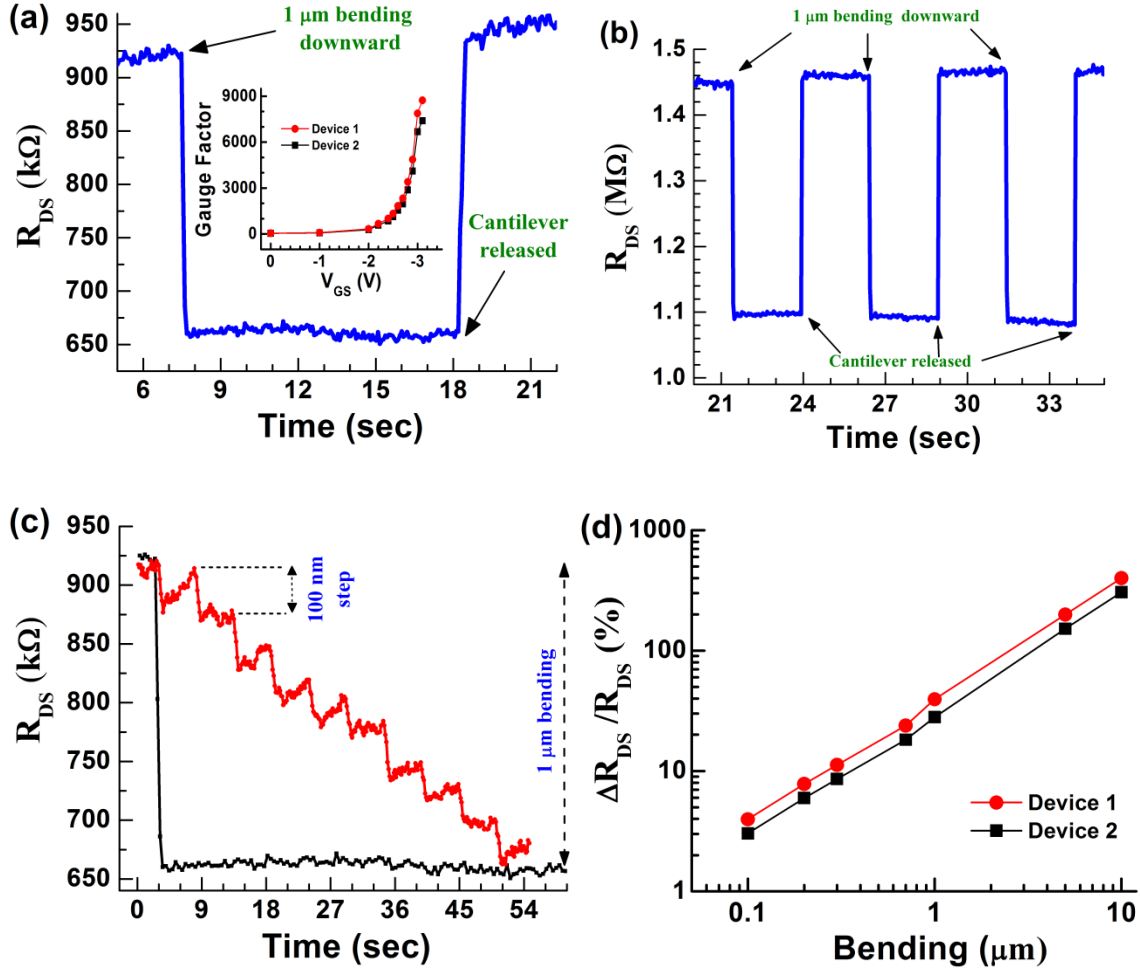 (a)
1 μm bending
downward
950
900
850
800
750
700
650
R_DS (kΩ)
6
9
12
15
18
21
Time (sec)
Cantilever
released
9000
6000
3000
0
Gauge Factor
Device 1
Device 2
0
-1
-2
-3
V_GS (V)
(b)
1 μm bending downward
1.5
1.4
1.3
1.2
1.1
1.0
R_DS (MΩ)
Cantilever released
21
24
27
30
33
Time (sec)
(c)
950
900
850
800
750
700
650
R_DS (kΩ)
100 nm
step
1 μm bending
0
9
18
27
36
45
54
Time (sec)
(d)
1000
100
10
1
ΔR_DS /R_DS (%)
Device 1
Device 2
0.1
1
10
Bending (μm)